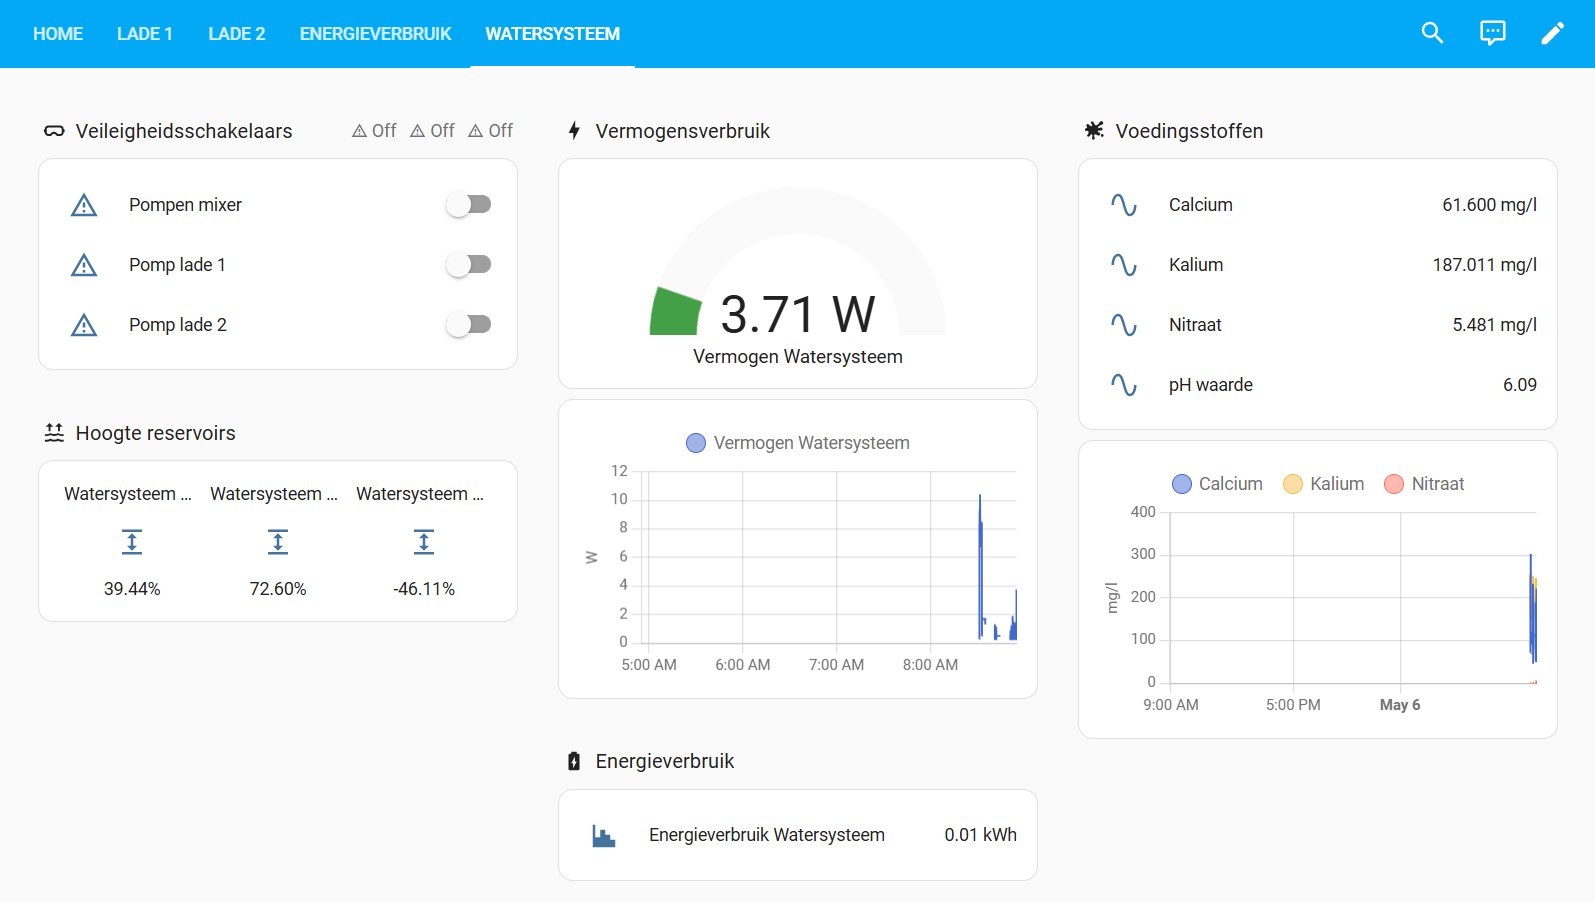 HOME LADE 1 LADE 2 ENERGIEVERBRUIK WATERSYSTEEM
Veileigheidsschakelaars Off Off Off
Pompen mixer
Pomp lade 1
Pomp lade 2
Hoogte reservoirs
Watersysteem ... Watersysteem ... Watersysteem ...
39.44% 72.60% -46.11%
Vermogensverbruik
3.71 W
Vermogen Watersysteem
Vermogen Watersysteem
12
10
8
6
4
2
0
W
5:00 AM 6:00 AM 7:00 AM 8:00 AM
Energieverbruik
Energieverbruik Watersysteem 0.01 kWh
Voedingsstoffen
Calcium 61.600 mg/l
Kalium 187.011 mg/l
Nitraat 5.481 mg/l
pH waarde 6.09
Calcium Kalium Nitraat
400
300
200
100
0
mg/l
9:00 AM 5:00 PM May 6